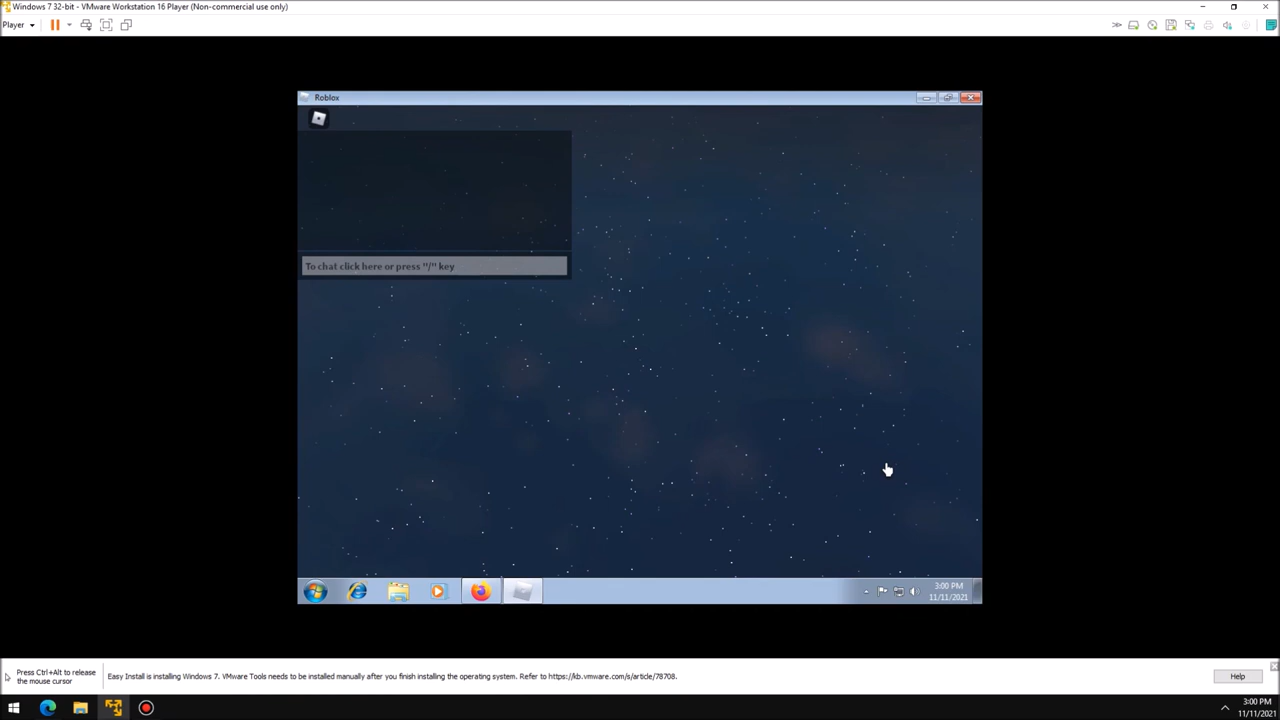 Windows 7 32-bit - VMware Workstation 16 Player (Non-commercial use only)
Player
Roblox
To chat click here or press "/" key
3:00 PM
11/11/2021
Press Ctrl+Alt to release
the mouse cursor
Easy Install is installing Windows 7. VMware Tools needs to be installed manually after you finish installing the operating system. Refer to https://kb.vmware.com/s/article/78708.
Help
3:00 PM
11/11/2021